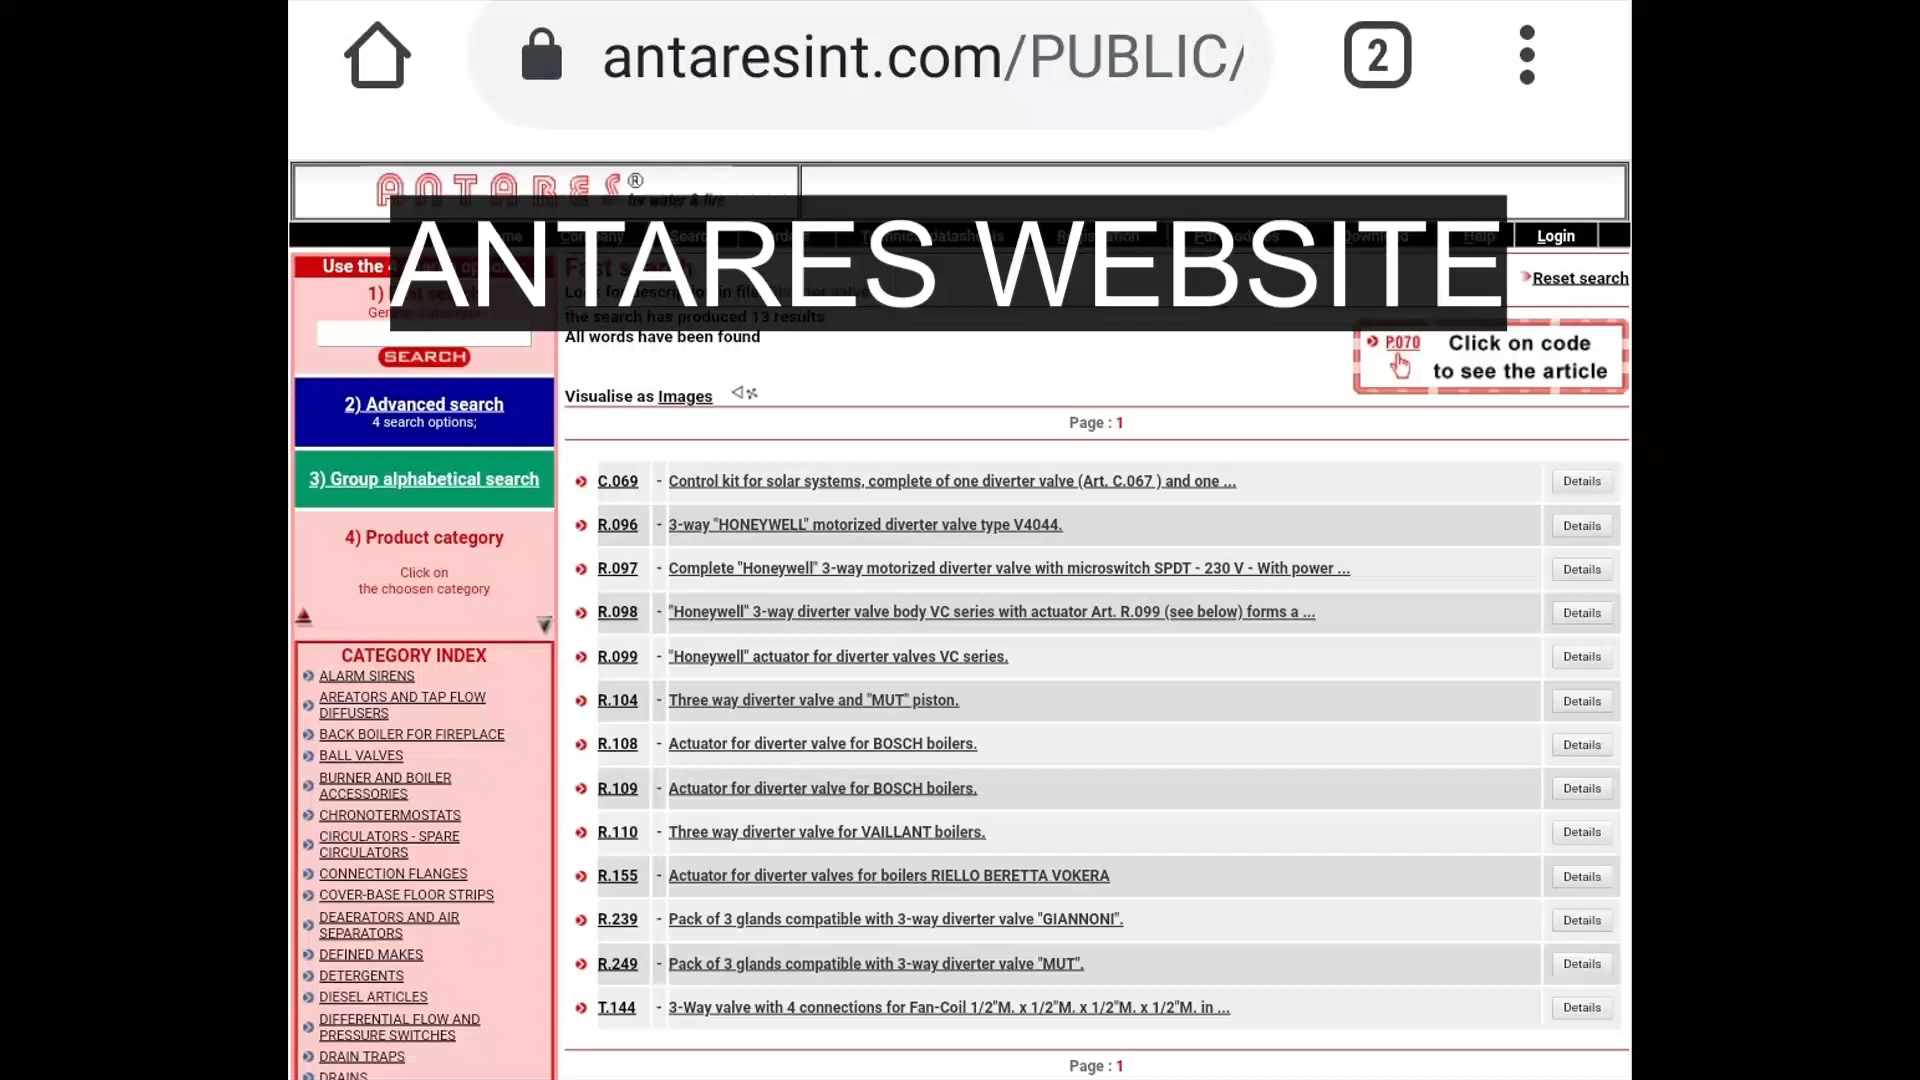 antaresint.com/PUBLIC/
2
ANTARES®
for water & fire
ANTARES WEBSITE
Login
Use the
1)
Reset search
the search has produced 13 results
All words have been found
SEARCH
P.070
Click on code
to see the article
2) Advanced search
4 search options;
Visualise as Images
Page : 1
3) Group alphabetical search
C.069 - Control kit for solar systems, complete of one diverter valve (Art. C.067 ) and one ... Details
R.096 - 3-way "HONEYWELL" motorized diverter valve type V4044. Details
4) Product category
Click on
the choosen category
R.097 - Complete "Honeywell" 3-way motorized diverter valve with microswitch SPDT - 230 V - With power ... Details
R.098 - "Honeywell" 3-way diverter valve body VC series with actuator Art. R.099 (see below) forms a ... Details
R.099 - "Honeywell" actuator for diverter valves VC series. Details
R.104 - Three way diverter valve and "MUT" piston. Details
R.108 - Actuator for diverter valve for BOSCH boilers. Details
R.109 - Actuator for diverter valve for BOSCH boilers. Details
R.110 - Three way diverter valve for VAILLANT boilers. Details
R.155 - Actuator for diverter valves for boilers RIELLO BERETTA VOKERA Details
R.239 - Pack of 3 glands compatible with 3-way diverter valve "GIANNONI". Details
R.249 - Pack of 3 glands compatible with 3-way diverter valve "MUT". Details
T.144 - 3-Way valve with 4 connections for Fan-Coil 1/2"M. x 1/2"M. x 1/2"M. x 1/2"M. in ... Details
Page : 1
CATEGORY INDEX
ALARM SIRENS
AREATORS AND TAP FLOW
DIFFUSERS
BACK BOILER FOR FIREPLACE
BALL VALVES
BURNER AND BOILER
ACCESSORIES
CHRONOTERMOSTATS
CIRCULATORS - SPARE
CIRCULATORS
CONNECTION FLANGES
COVER-BASE FLOOR STRIPS
DEAERATORS AND AIR
SEPARATORS
DEFINED MAKES
DETERGENTS
DIESEL ARTICLES
DIFFERENTIAL FLOW AND
PRESSURE SWITCHES
DRAIN TRAPS
DRAINS